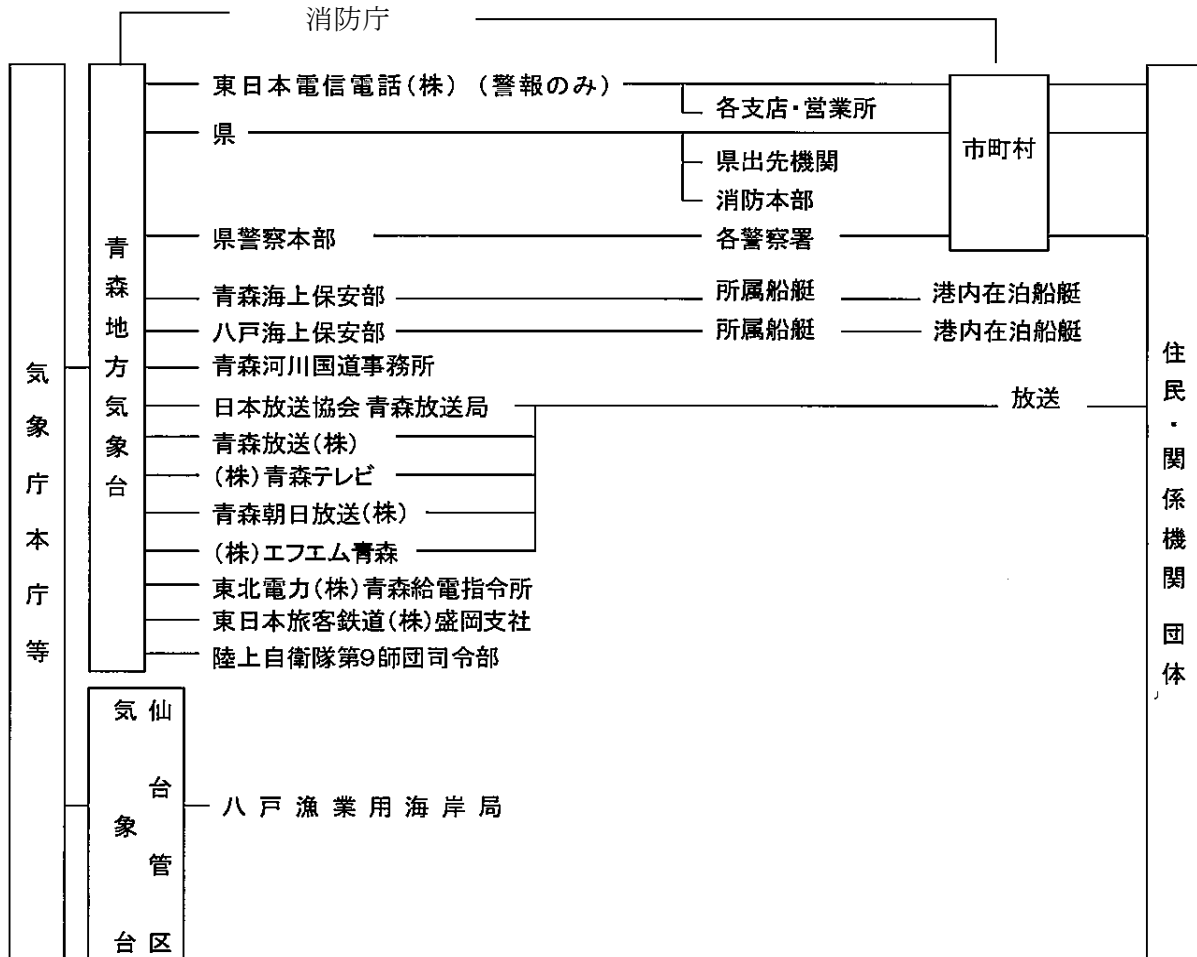 消防庁
東日本電信電話(株) (警報のみ)
各支店・営業所
県
県出先機関
消防本部
市町村
県警察本部
各警察署
青森海上保安部
所属船艇
港内在泊船艇
八戸海上保安部
所属船艇
港内在泊船艇
青森河川国道事務所
日本放送協会 青森放送局
放送
青森放送(株)
(株)青森テレビ
青森朝日放送(株)
(株)エフエム青森
東北電力(株)青森給電指令所
東日本旅客鉄道(株)盛岡支社
陸上自衛隊第9師団司令部
気象庁本庁等
青森地方気象台
仙台管区
気象台
八戸漁業用海岸局
住民・関係機関 団体